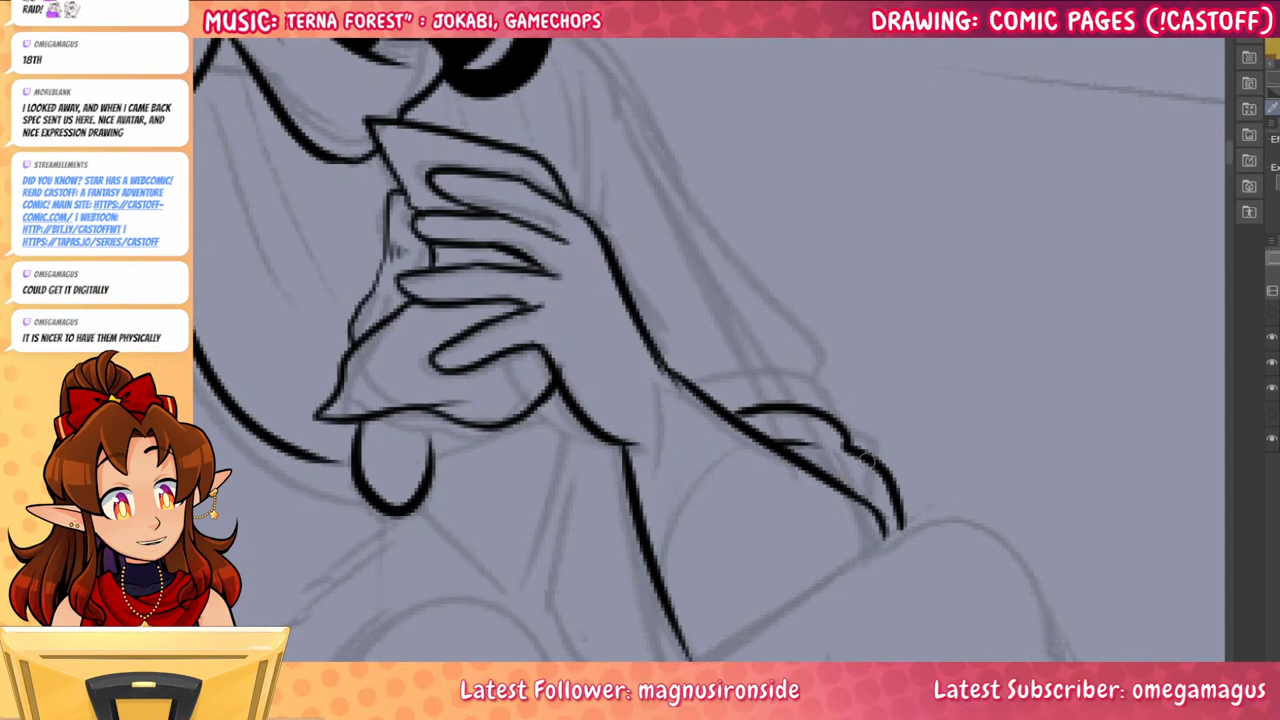 RAID!
MUSIC: "ETERNA FOREST" : JOKABI, GAMECHOPS
DRAWING: COMIC PAGES (!CASTOFF)
OMEGAMAGUS
18TH
MOREBLANK
I LOOKED AWAY, AND WHEN I CAME BACK
SPEC SENT US HERE. NICE AVATAR, AND
NICE EXPRESSION DRAWING
STREAMELEMENTS
DID YOU KNOW? STAR HAS A WEBCOMIC!
READ CASTOFF: A FANTASY ADVENTURE
COMIC! MAIN SITE: HTTPS://CASTOFF-
COMIC.COM/ | WEBTOON:
HTTP://BIT.LY/CASTOFFWT |
HTTPS://TAPAS.IO/SERIES/CASTOFF
OMEGAMAGUS
COULD GET IT DIGITALLY
OMEGAMAGUS
IT IS NICER TO HAVE THEM PHYSICALLY
Latest Follower: magnusironside
Latest Subscriber: omegamagus